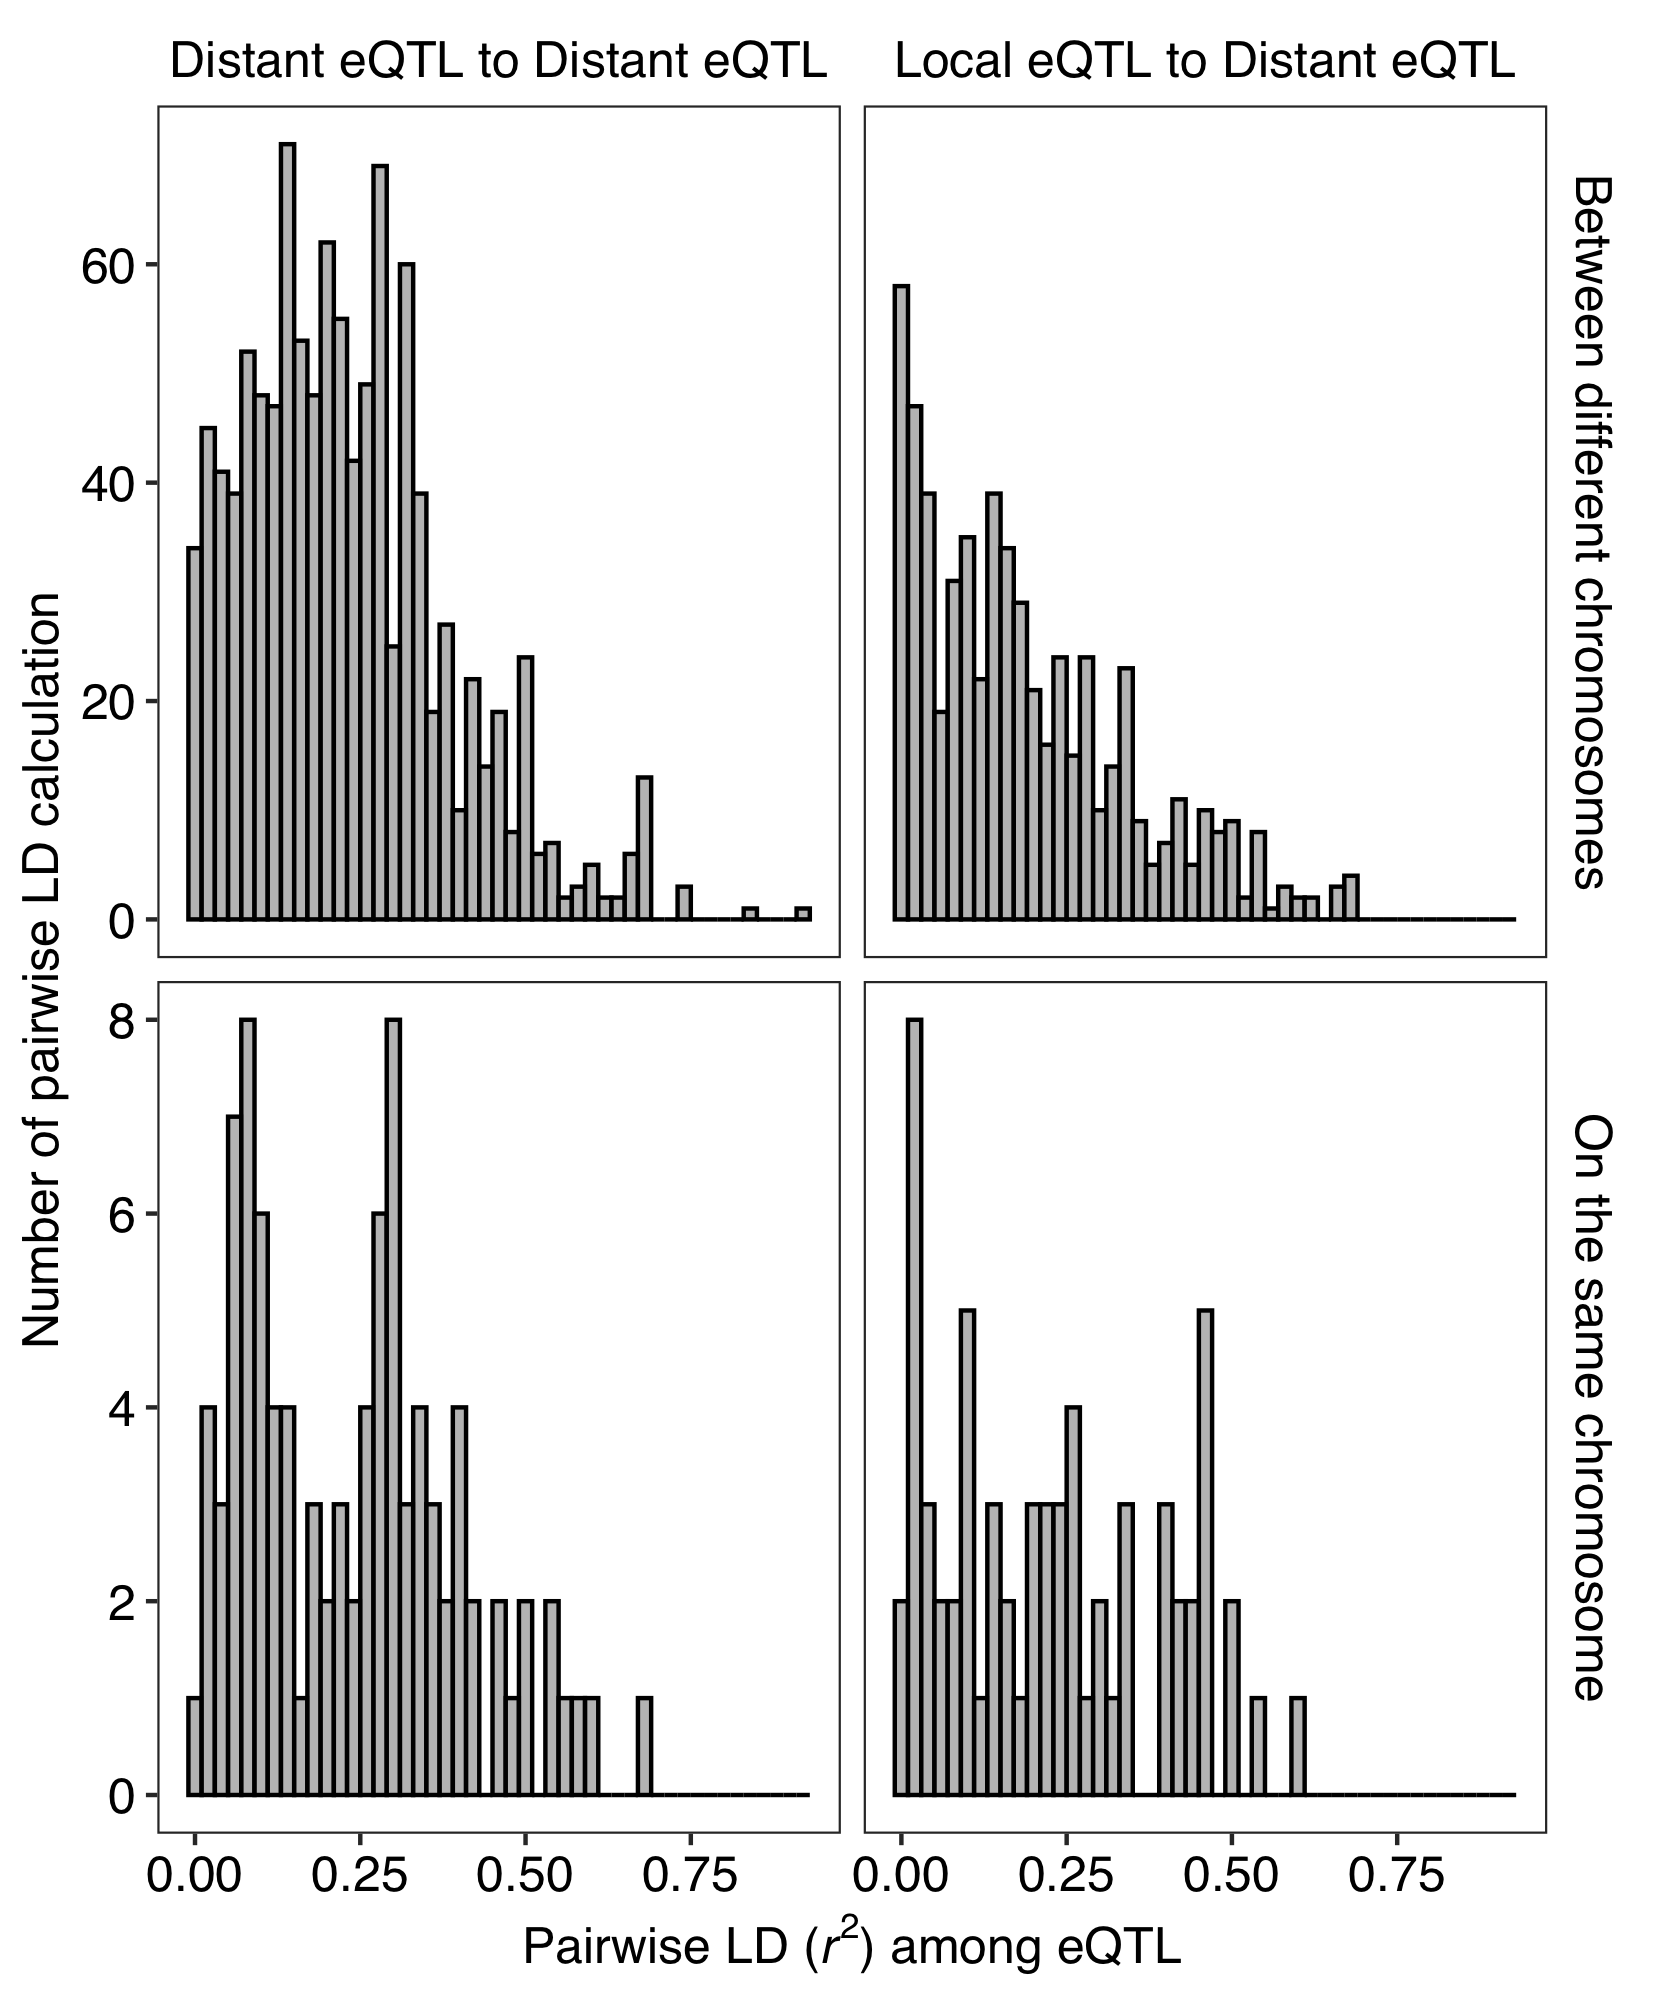 Distant eQTL to Distant eQTL
Local eQTL to Distant eQTL
Between different chromosomes
On the same chromosome
Number of pairwise LD calculation
60
40
20
0
8
6
4
2
0
0.00 0.25 0.50 0.75
0.00 0.25 0.50 0.75
Pairwise LD (r²) among eQTL